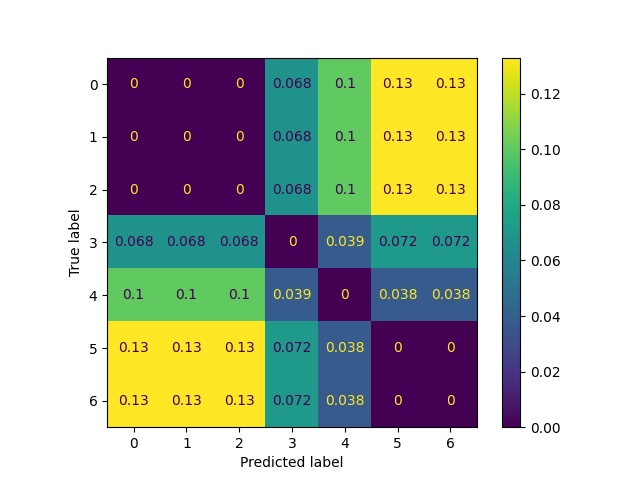 0 0 0 0 0.068 0.1 0.13 0.13 0.12
1 0 0 0 0.068 0.1 0.13 0.13 0.10
2 0 0 0 0.068 0.1 0.13 0.13 0.08
3 0.068 0.068 0.068 0 0.039 0.072 0.072 0.06
4 0.1 0.1 0.1 0.039 0 0.038 0.038 0.04
5 0.13 0.13 0.13 0.072 0.038 0 0 0.02
6 0.13 0.13 0.13 0.072 0.038 0 0 0.00
0 1 2 3 4 5 6
Predicted label
True label